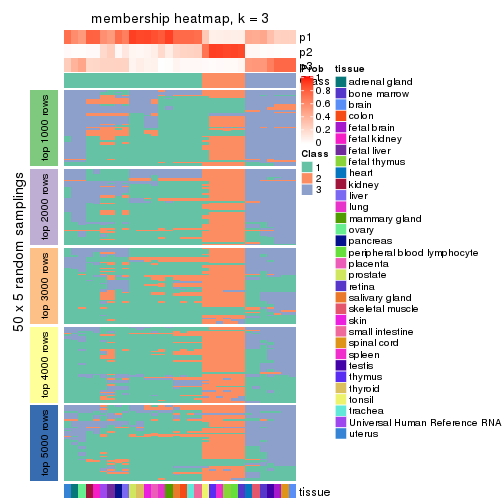 membership heatmap, k = 3
p1
p2
p3
Class
50 x 5 random samplings
top 1000 rows
top 2000 rows
top 3000 rows
top 4000 rows
top 5000 rows
tissue
Prob
1
0.8
0.6
0.4
0.2
0
Class
1
2
3
tissue
adrenal gland
bone marrow
brain
colon
fetal brain
fetal kidney
fetal liver
fetal thymus
heart
kidney
liver
lung
mammary gland
ovary
pancreas
peripheral blood lymphocyte
placenta
prostate
retina
salivary gland
skeletal muscle
skin
small intestine
spinal cord
spleen
testis
thymus
thyroid
tonsil
trachea
Universal Human Reference RNA
uterus